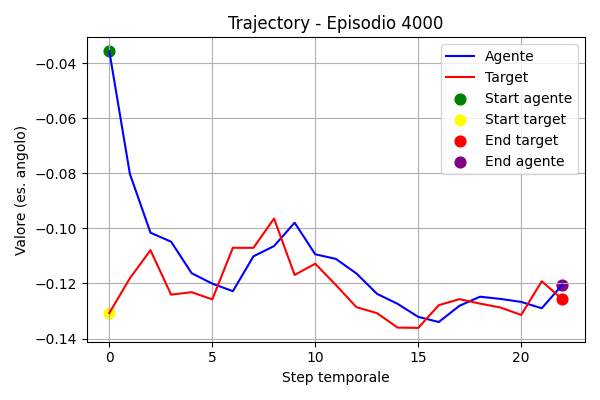 Trajectory - Episodio 4000
Valore (es. angolo)
−0.04
−0.06
−0.08
−0.10
−0.12
−0.14
Agente
Target
Start agente
Start target
End target
End agente
0
5
10
15
20
Step temporale